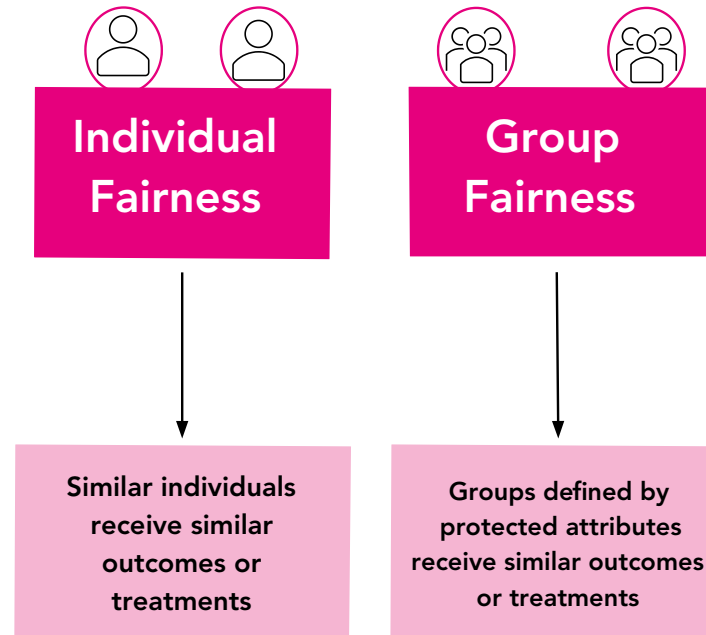 Individual
Fairness
Group
Fairness
Similar individuals
receive similar
outcomes or
treatments
Groups defined by
protected attributes
receive similar outcomes
or treatments